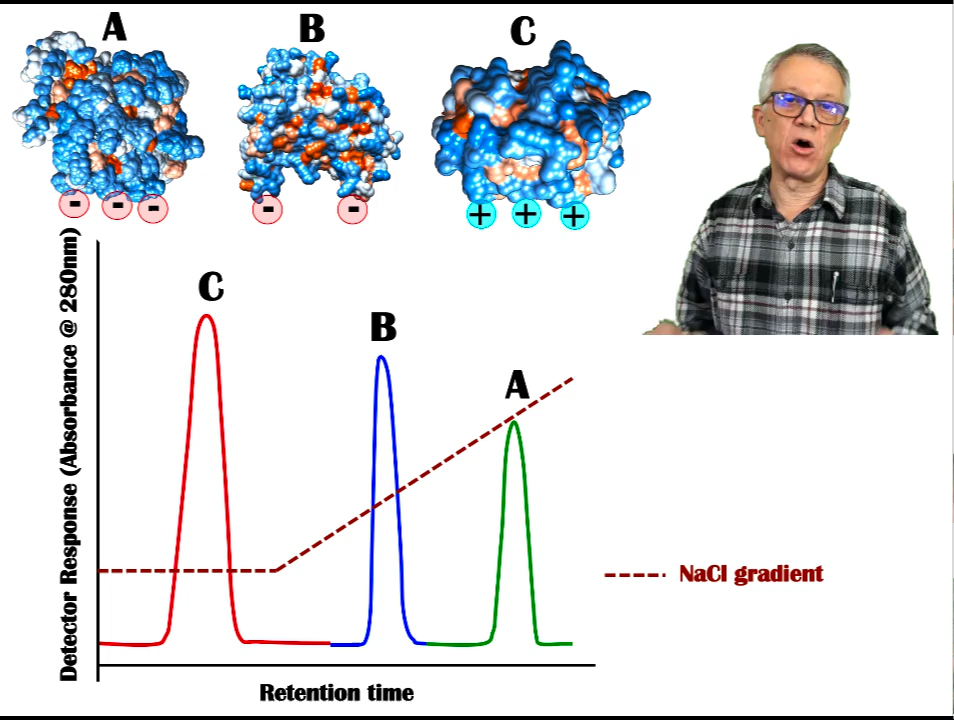 A
B
C
- - -
- -
+ + +
C
B
A
Detector Response (Absorbance @ 280nm)
NaCl gradient
Retention time